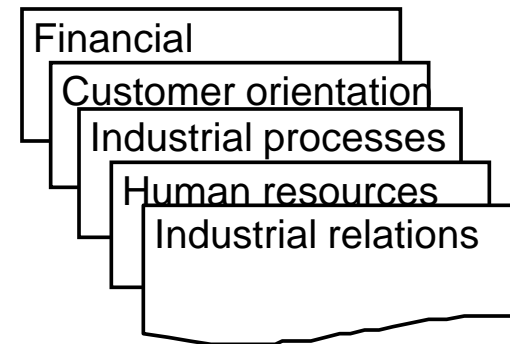 Financial
Customer orientation
Industrial processes
Human resources
Industrial relations